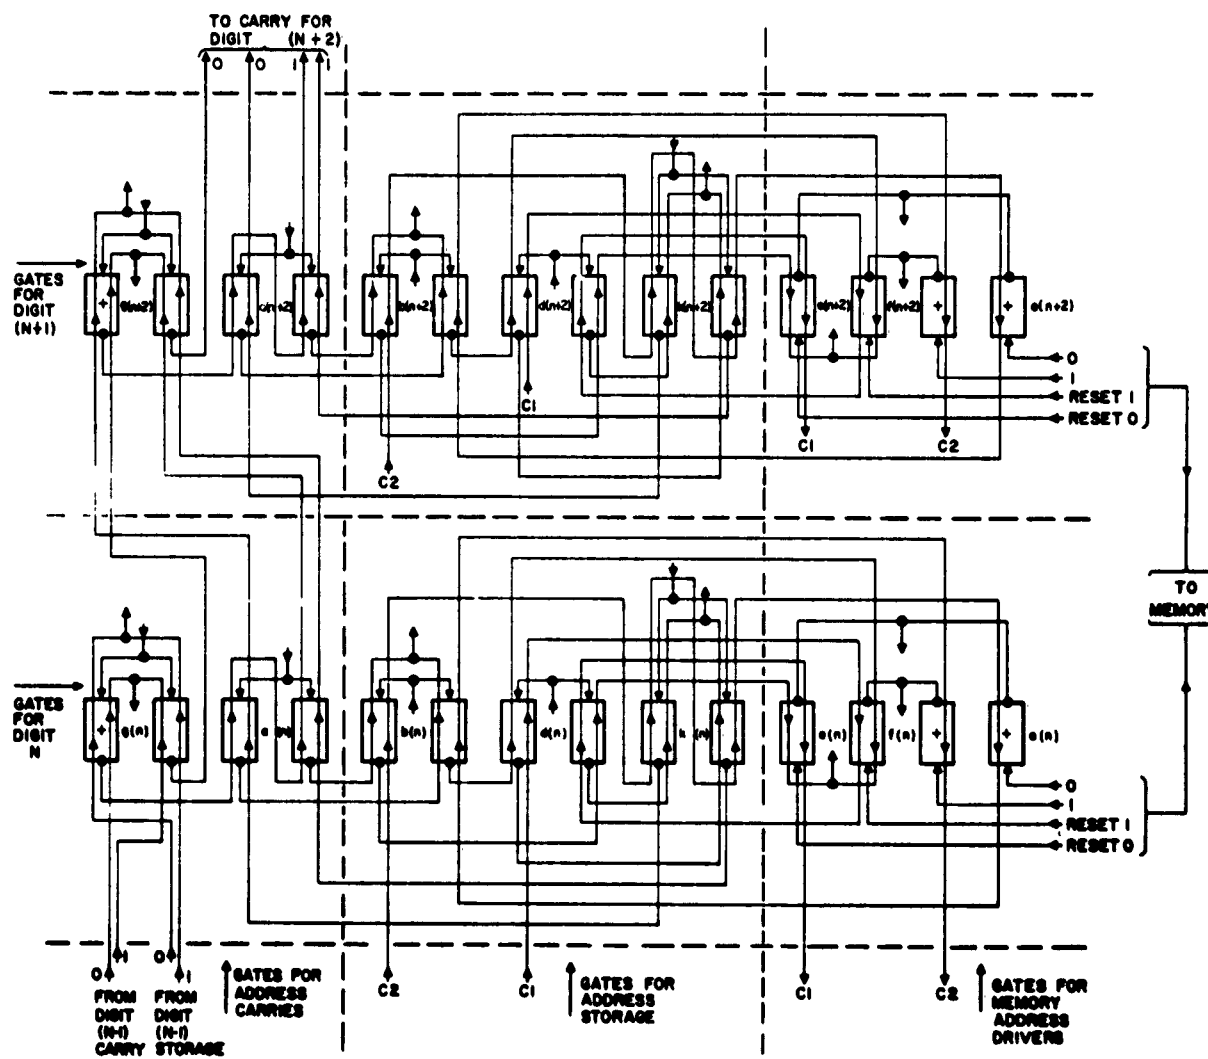 TO CARRY FOR
DIGIT (N + 2)
0 0 1 1
GATES
FOR
DIGIT
(N+1)
+ g(n+2) b(n+2) d(n+2) f(n+2) + + e(n+2)
0
1
C1
RESET 1
RESET 0
C1 C2
C2
TO
MEMORY
GATES
FOR
DIGIT
N
+ g(n) b(n) d(n) k (n) e(n) f(n) + +
0
1
RESET 1
RESET 0
0 1 0 1
FROM
DIGIT
(N-1)
CARRY
FROM
DIGIT
(N-1)
STORAGE
GATES FOR
ADDRESS
CARRIES
C2
C1
GATES FOR
ADDRESS
STORAGE
C1
C2
GATES FOR
MEMORY
ADDRESS
DRIVERS